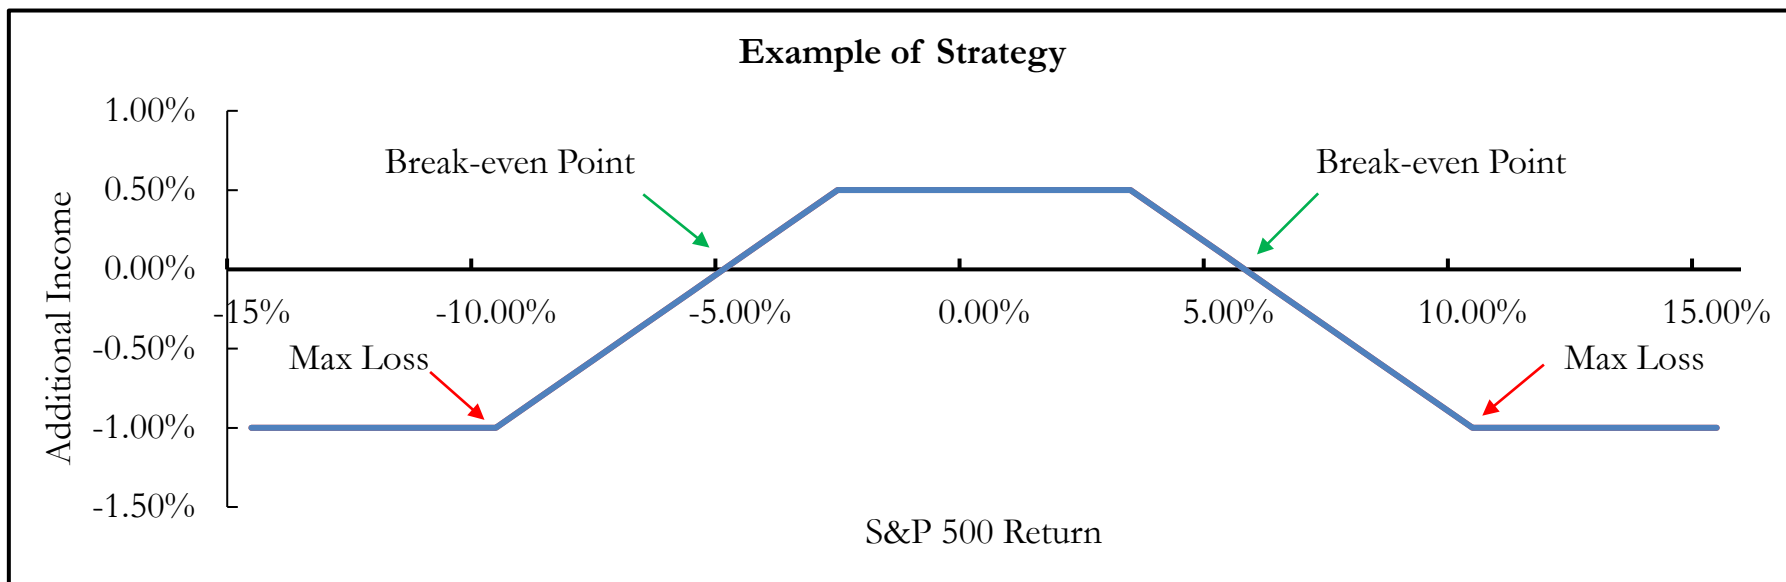 Example of Strategy
1.00%
Break-even Point
Break-even Point
0.50%
0.00%
-15%
-10.00%
-5.00%
0.00%
5.00%
10.00%
15.00%
-0.50%
Max Loss
Max Loss
-1.00%
-1.50%
Additional Income
S&P 500 Return